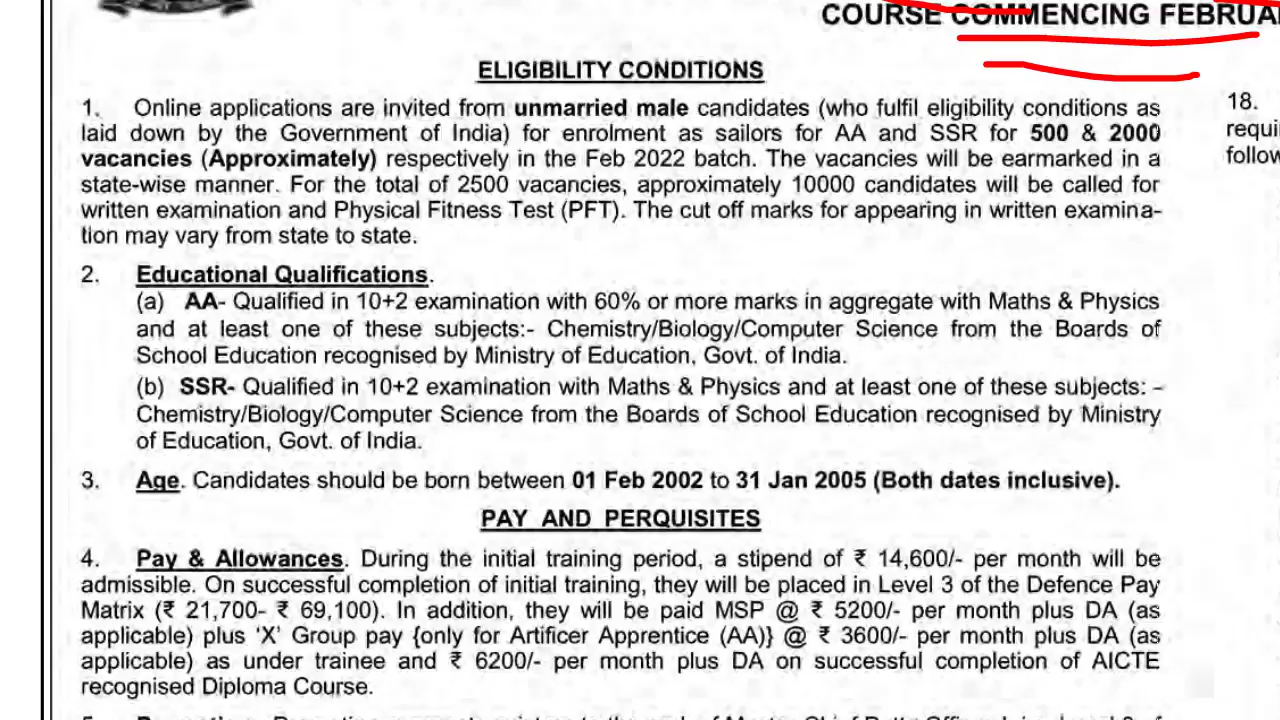 COURSE COMMENCING FEBRUA
ELIGIBILITY CONDITIONS
1. Online applications are invited from unmarried male candidates (who fulfil eligibility conditions as
laid down by the Government of India) for enrolment as sailors for AA and SSR for 500 & 2000
vacancies (Approximately) respectively in the Feb 2022 batch. The vacancies will be earmarked in a
state-wise manner. For the total of 2500 vacancies, approximately 10000 candidates will be called for
written examination and Physical Fitness Test (PFT). The cut off marks for appearing in written examina-
tion may vary from state to state.
2. Educational Qualifications.
(a) AA- Qualified in 10+2 examination with 60% or more marks in aggregate with Maths & Physics
and at least one of these subjects:- Chemistry/Biology/Computer Science from the Boards of
School Education recognised by Ministry of Education, Govt. of India.
(b) SSR- Qualified in 10+2 examination with Maths & Physics and at least one of these subjects: -
Chemistry/Biology/Computer Science from the Boards of School Education recognised by Ministry
of Education, Govt. of India.
3. Age. Candidates should be born between 01 Feb 2002 to 31 Jan 2005 (Both dates inclusive).
PAY AND PERQUISITES
4. Pay & Allowances. During the initial training period, a stipend of ₹ 14,600/- per month will be
admissible. On successful completion of initial training, they will be placed in Level 3 of the Defence Pay
Matrix (₹ 21,700- ₹ 69,100). In addition, they will be paid MSP @ ₹ 5200/- per month plus DA (as
applicable) plus ‘X’ Group pay {only for Artificer Apprentice (AA)} @ ₹ 3600/- per month plus DA (as
applicable) as under trainee and ₹ 6200/- per month plus DA on successful completion of AICTE
recognised Diploma Course.
18.
requi
follow